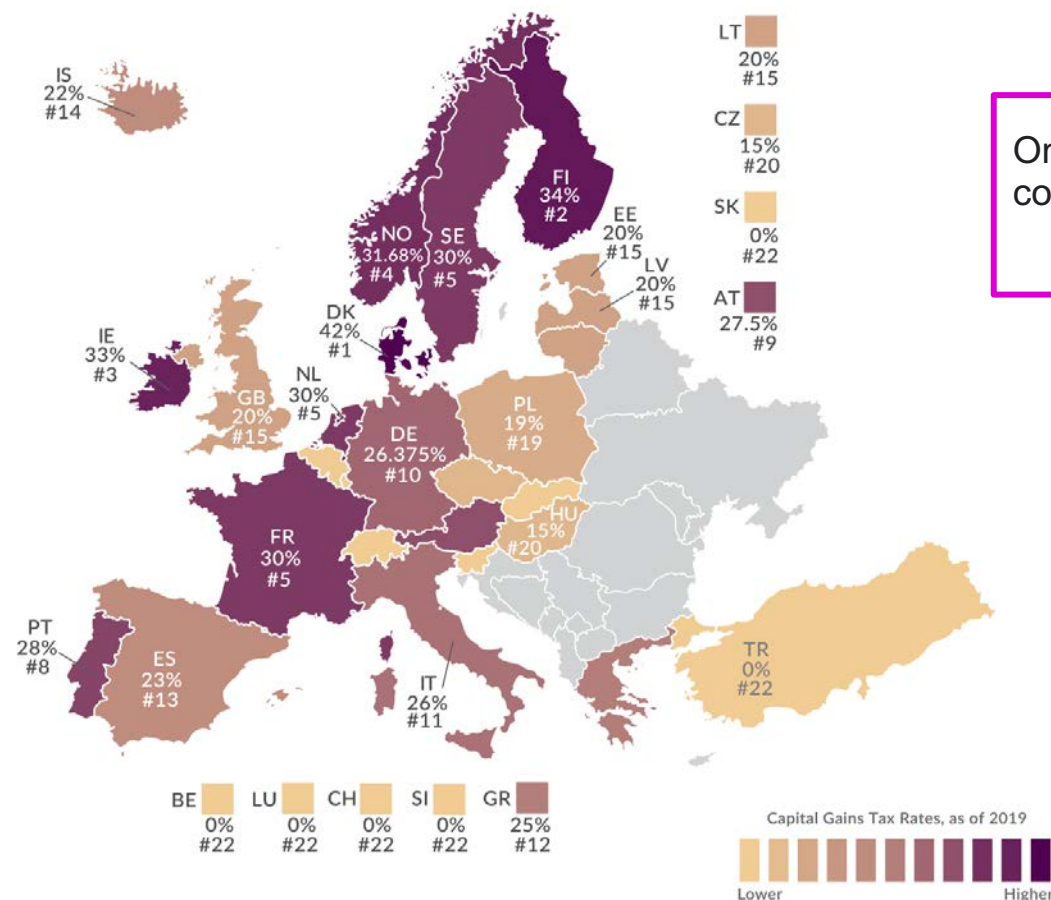 IS
22%
#14
LT
20%
#15
CZ
15%
#20
SK
0%
#22
AT
27.5%
#9
FI
34%
#2
NO
31.68%
#4
SE
30%
#5
EE
20%
#15
LV
20%
#15
DK
42%
#1
IE
33%
#3
GB
20%
#15
NL
30%
#5
DE
26.375%
#10
PL
19%
#19
HU
15%
#20
FR
30%
#5
PT
28%
#8
ES
23%
#13
IT
26%
#11
TR
0%
#22
BE
0%
#22
LU
0%
#22
CH
0%
#22
SI
0%
#22
GR
25%
#12
Capital Gains Tax Rates, as of 2019
Lower
Higher